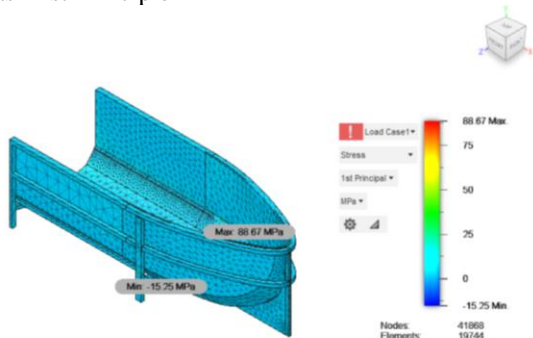 Load Case1
88.67 Max.
75
Stress
1st Principal
50
MPa
25
Max: 88.67 MPa
0
Min: -15.25 MPa
-15.25 Min.
Nodes: 41868
Elements: 19744